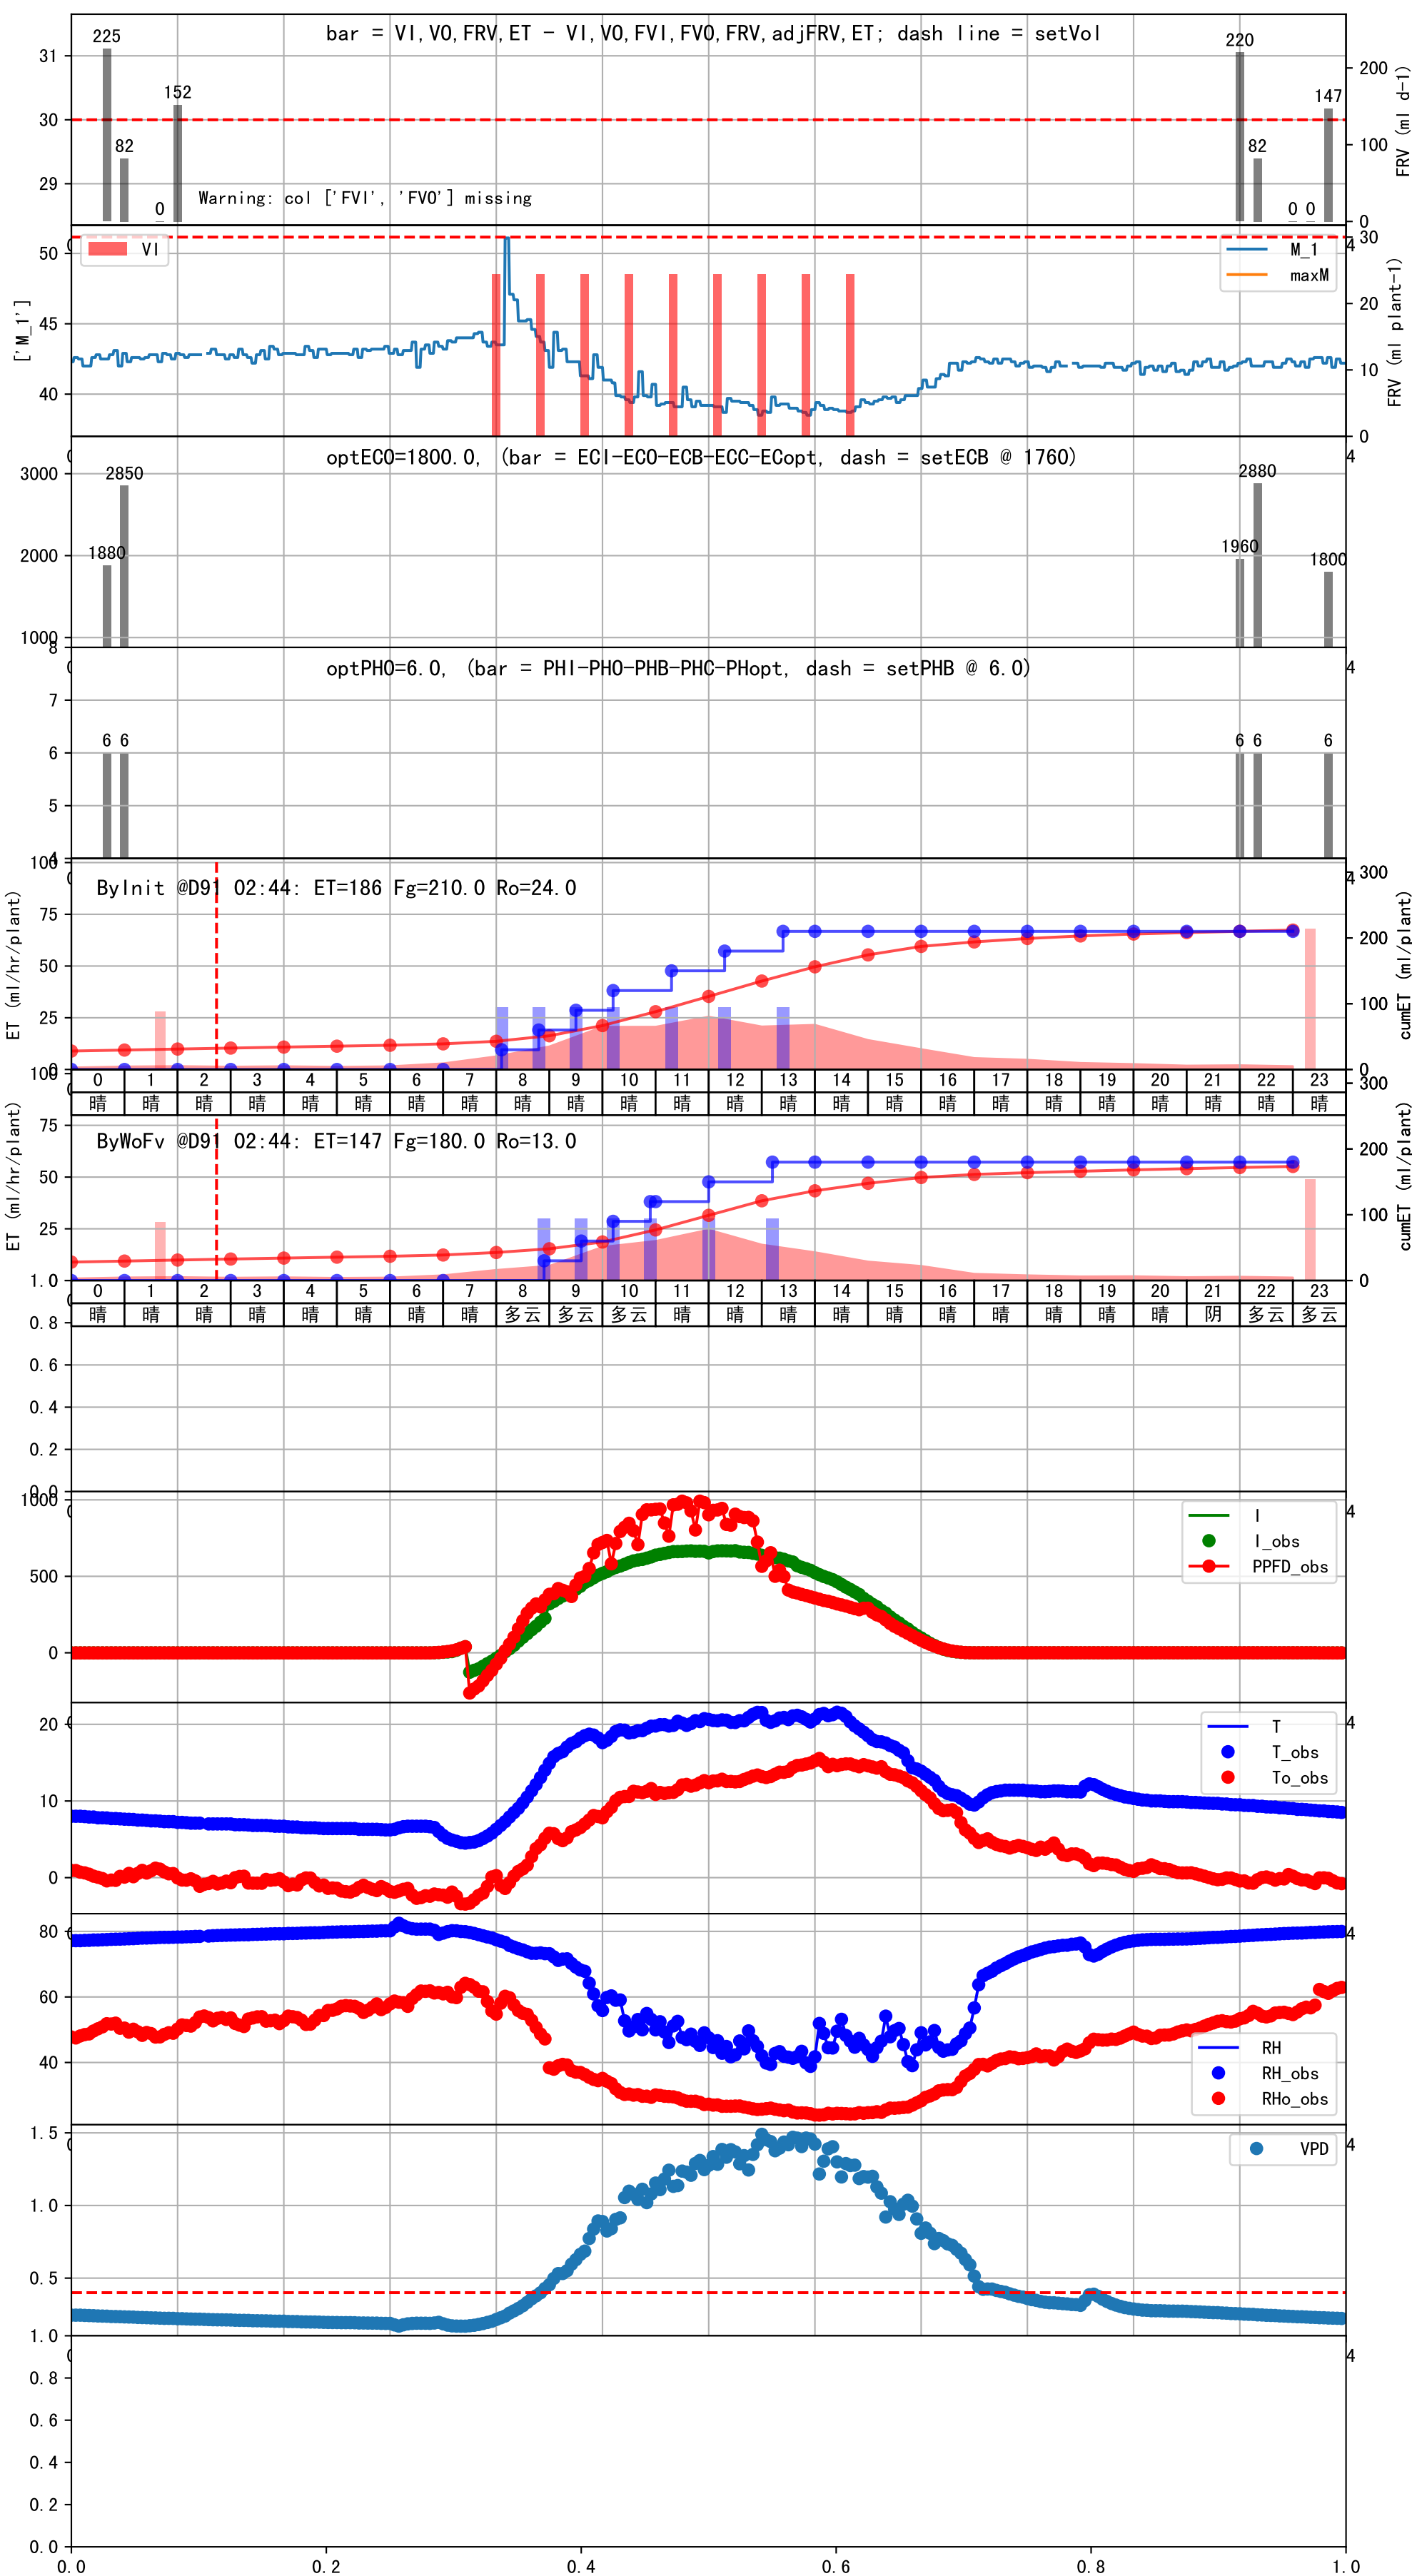 bar = VI,VO,FRV,ET - VI,VO,FVI,FVO,FRV,adjFRV,ET; dash line = setVol
225
82
0
152
220
82
0 0
147
31
30
29
200
100
0
FRV (ml d-1)
Warning: col ['FVI', 'FVO'] missing
VI
M_1
maxM
50
45
40
['M_1']
30
20
10
0
FRV (ml plant-1)
optECO=1800.0, (bar = ECI-ECO-ECB-ECC-ECopt, dash = setECB @ 1760)
3000
2000
1000
1880
2850
1960
2880
1800
optPHO=6.0, (bar = PHI-PHO-PHB-PHC-PHopt, dash = setPHB @ 6.0)
8
7
6
5
4
6 6
6 6
6
ByInit @D91 02:44: ET=186 Fg=210.0 Ro=24.0
100
75
50
25
0
ET (ml/hr/plant)
300
200
100
0
cumET (ml/plant)
0 1 2 3 4 5 6 7 8 9 10 11 12 13 14 15 16 17 18 19 20 21 22 23
晴 晴 晴 晴 晴 晴 晴 晴 晴 晴 晴 晴 晴 晴 晴 晴 晴 晴 晴 晴 晴 晴 晴 晴
ByWoFv @D91 02:44: ET=147 Fg=180.0 Ro=13.0
100
75
50
25
ET (ml/hr/plant)
300
200
100
0
cumET (ml/plant)
0 1 2 3 4 5 6 7 8 9 10 11 12 13 14 15 16 17 18 19 20 21 22 23
晴 晴 晴 晴 晴 晴 晴 晴 多云 多云 多云 晴 晴 晴 晴 晴 晴 晴 晴 晴 晴 阴 多云 多云
1.0
0.8
0.6
0.4
0.2
0.0
1000
500
0
I
I_obs
PPFD_obs
20
10
0
T
T_obs
To_obs
80
60
40
RH
RH_obs
RHo_obs
1.5
1.0
0.5
VPD
1.0
0.8
0.6
0.4
0.2
0.0
0.0 0.2 0.4 0.6 0.8 1.0